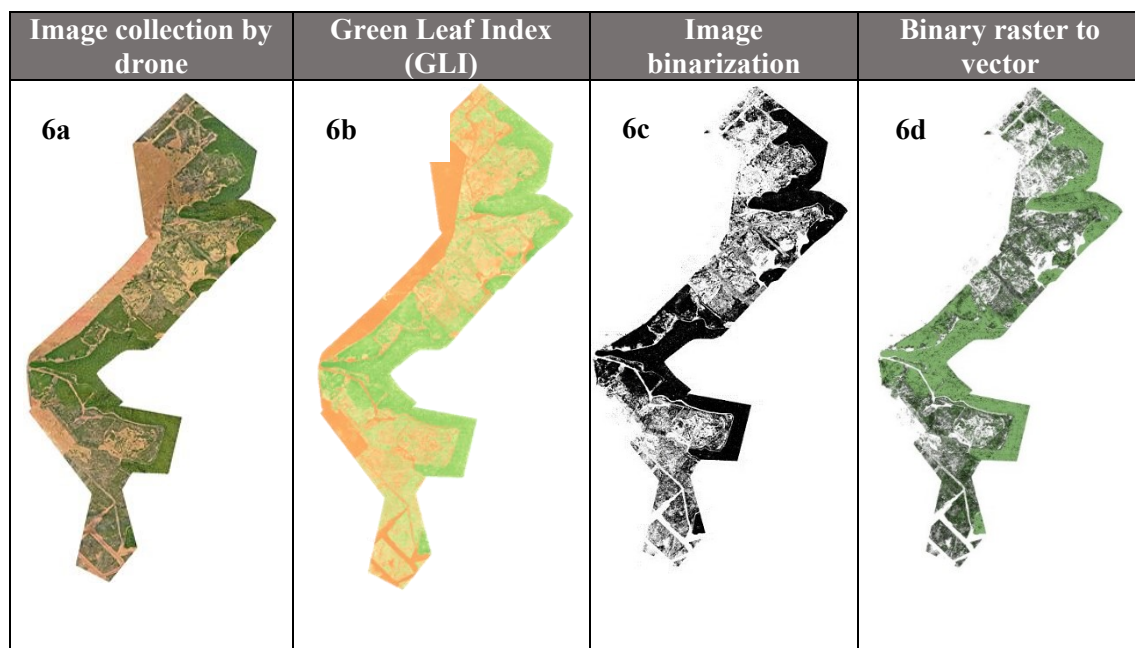 Image collection by
drone
Green Leaf Index
(GLI)
Image
binarization
Binary raster to
vector
6a
6b
6c
6d